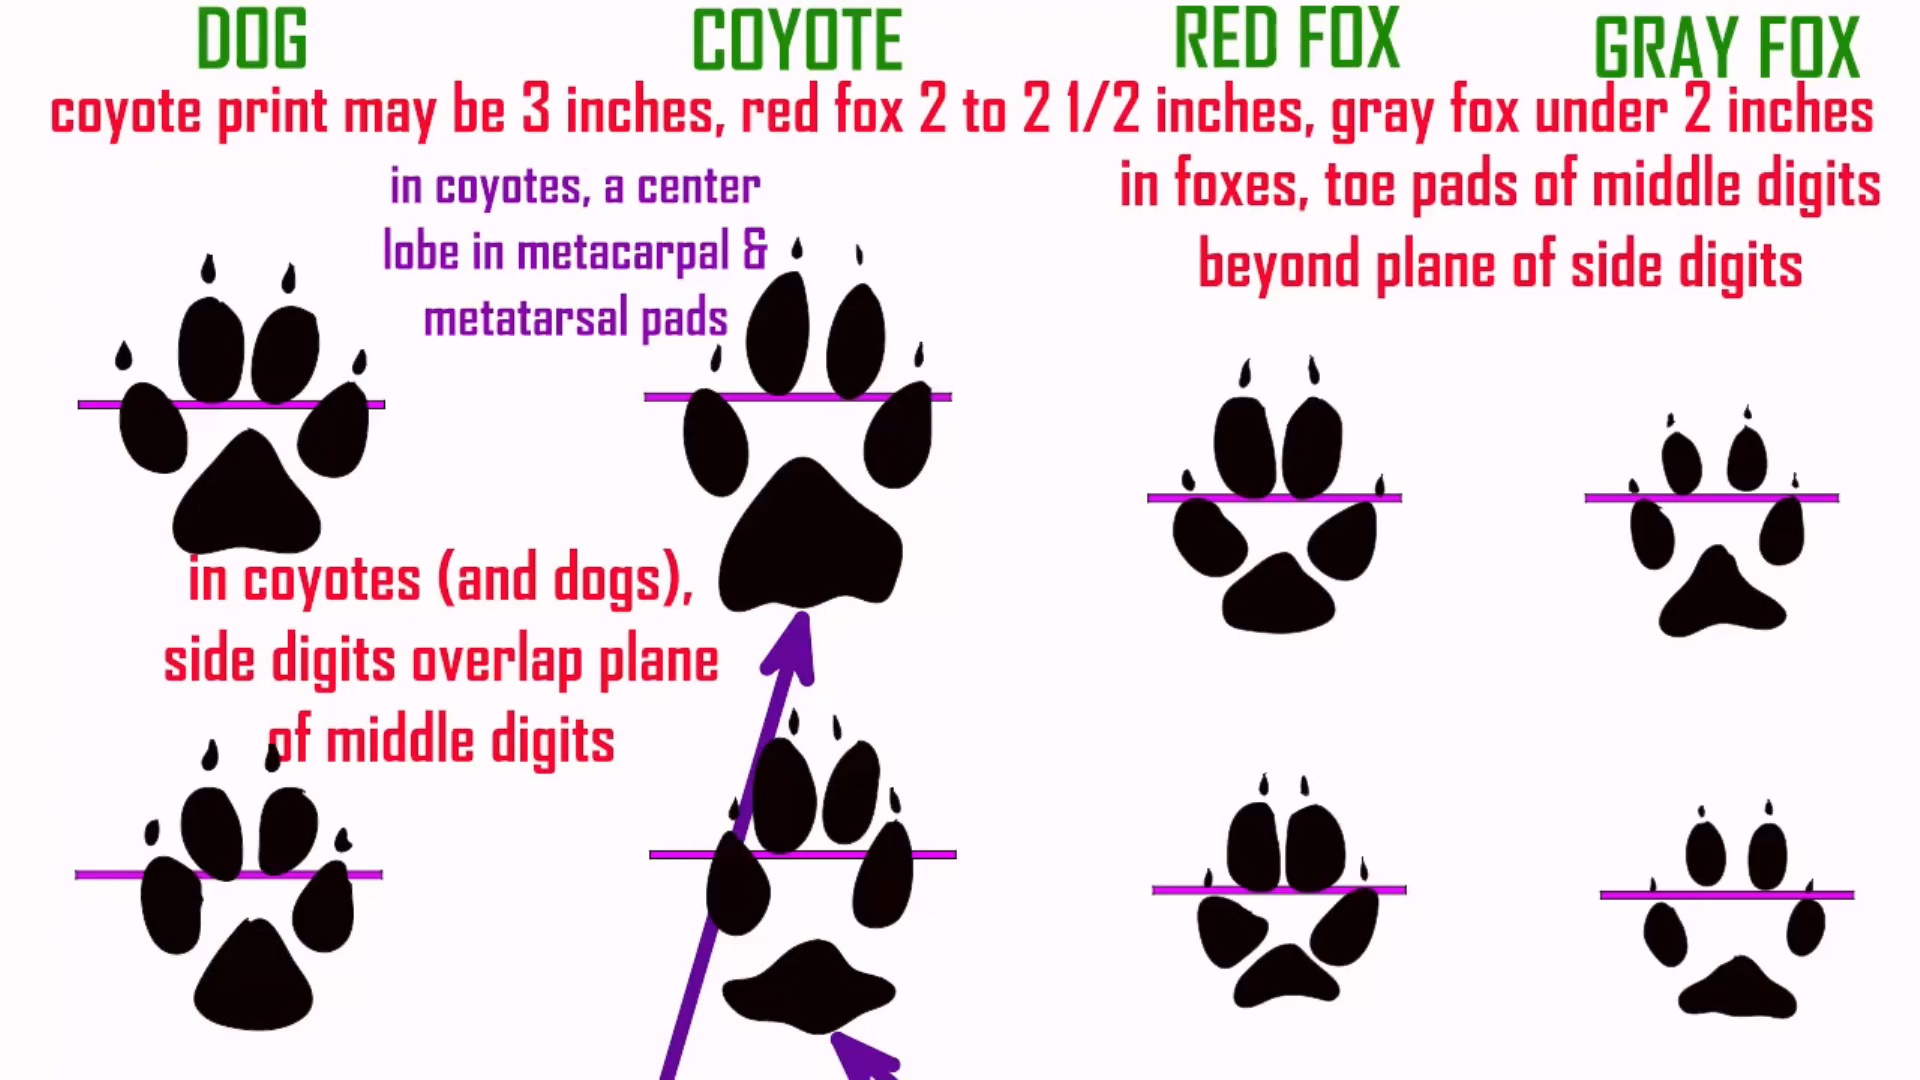 DOG COYOTE RED FOX GRAY FOX
coyote print may be 3 inches, red fox 2 to 2 1/2 inches, gray fox under 2 inches
in coyotes, a center
lobe in metacarpal &
metatarsal pads
in foxes, toe pads of middle digits
beyond plane of side digits
in coyotes (and dogs),
side digits overlap plane
of middle digits